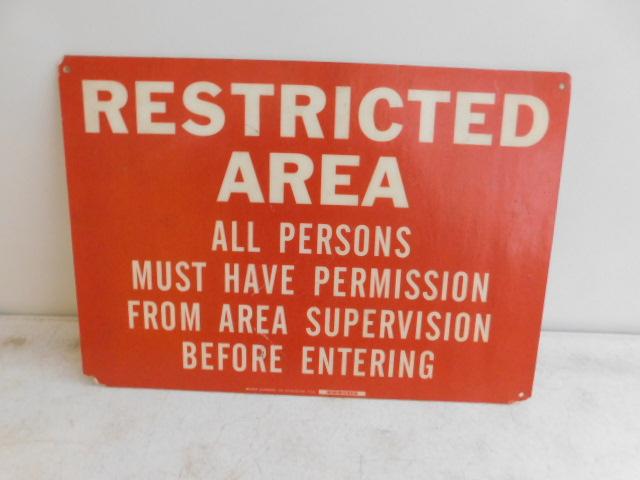 RESTRICTED
AREA
ALL PERSONS
MUST HAVE PERMISSION
FROM AREA SUPERVISION
BEFORE ENTERING